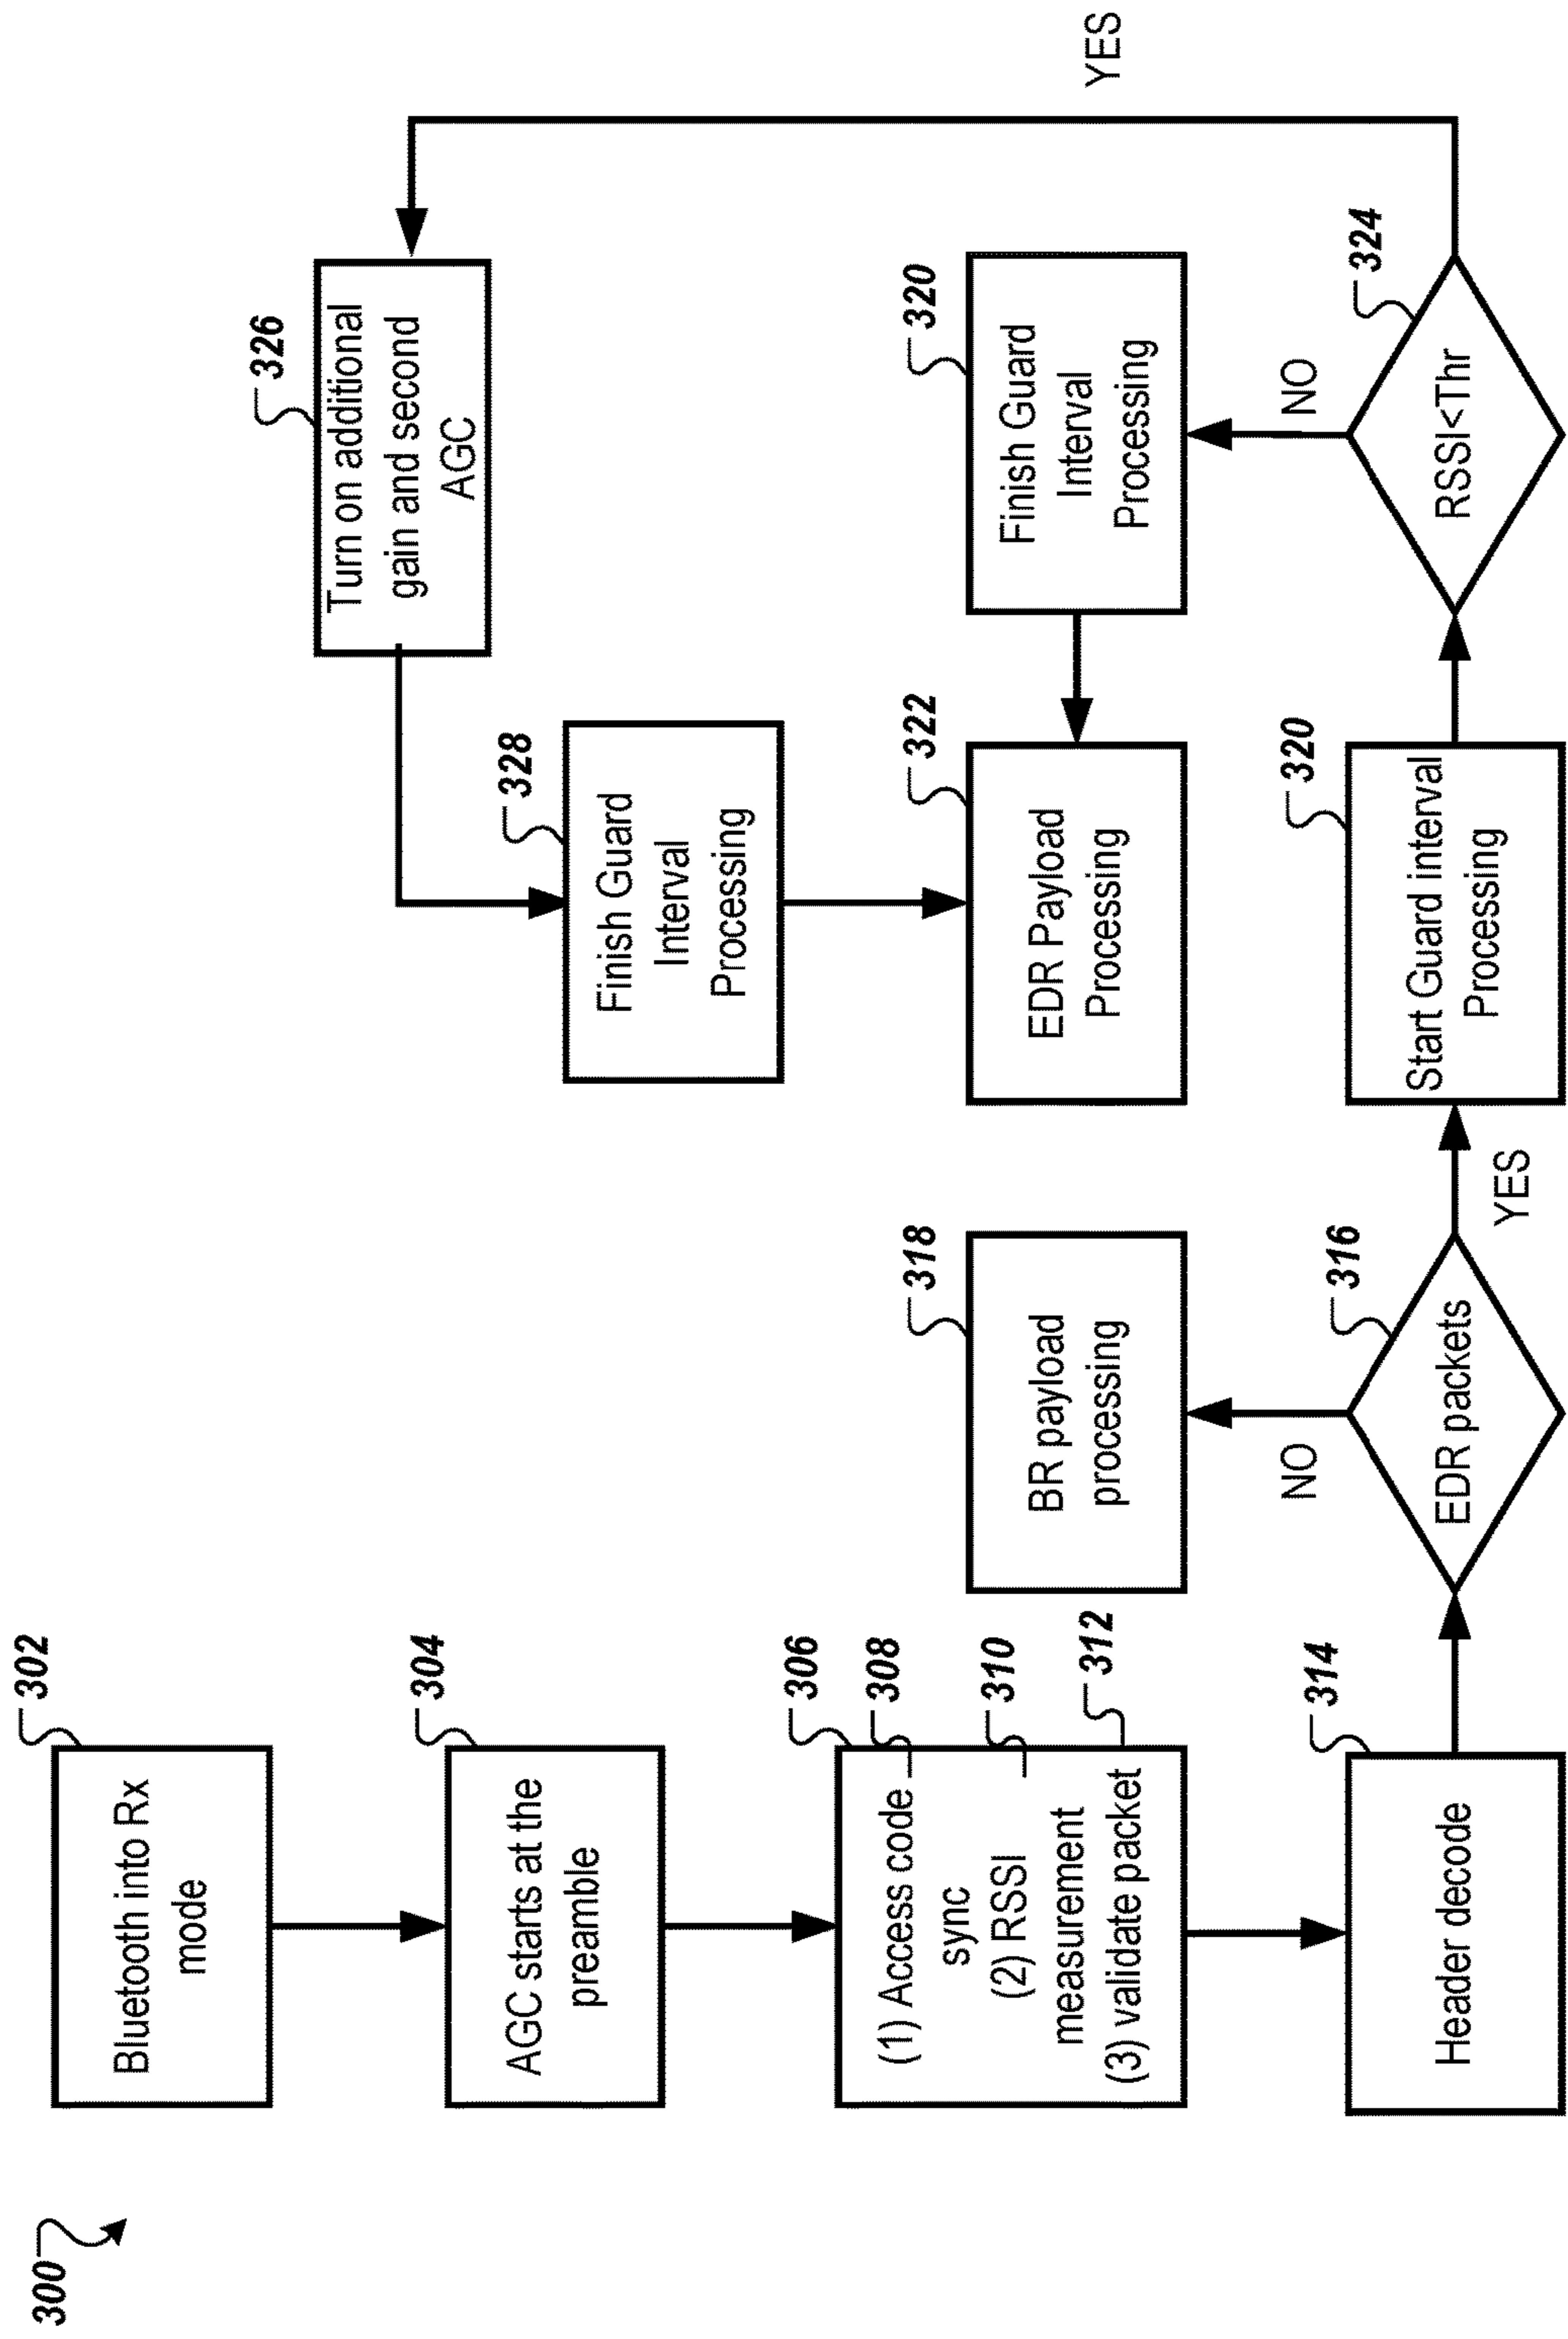 300
302
Bluetooth into Rx
mode
304
AGC starts at the
preamble
306
308
310
312
(1) Access code
sync
(2) RSSI
measurement
(3) validate packet
314
Header decode
316
EDR packets
NO
YES
318
BR payload
processing
320
Start Guard interval
Processing
324
RSSI<Thr
NO
YES
320
Finish Guard
Interval
Processing
322
EDR Payload
Processing
326
Turn on additional
gain and second
AGC
328
Finish Guard
Interval
Processing